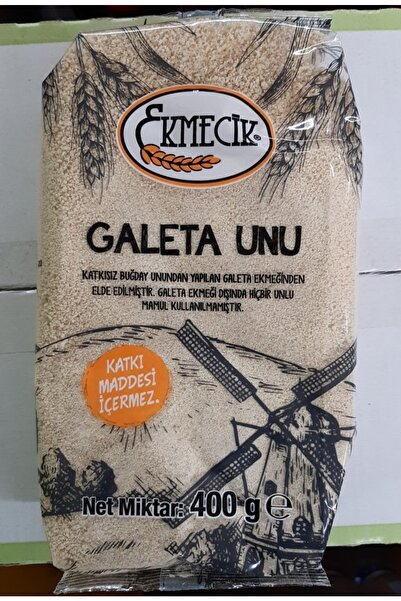 EKMECİK
GALETA UNU
KATKISIZ BUĞDAY UNUNDAN YAPILAN GALETA EKMEĞİNDEN
ELDE EDİLMİŞTİR. GALETA EKMEĞİ DIŞINDA HİÇBİR UNLU
MAMUL KULLANILMAMIŞTIR.
KATKI
MADDESİ
İÇERMEZ.
Net Miktar: 400 g ℮